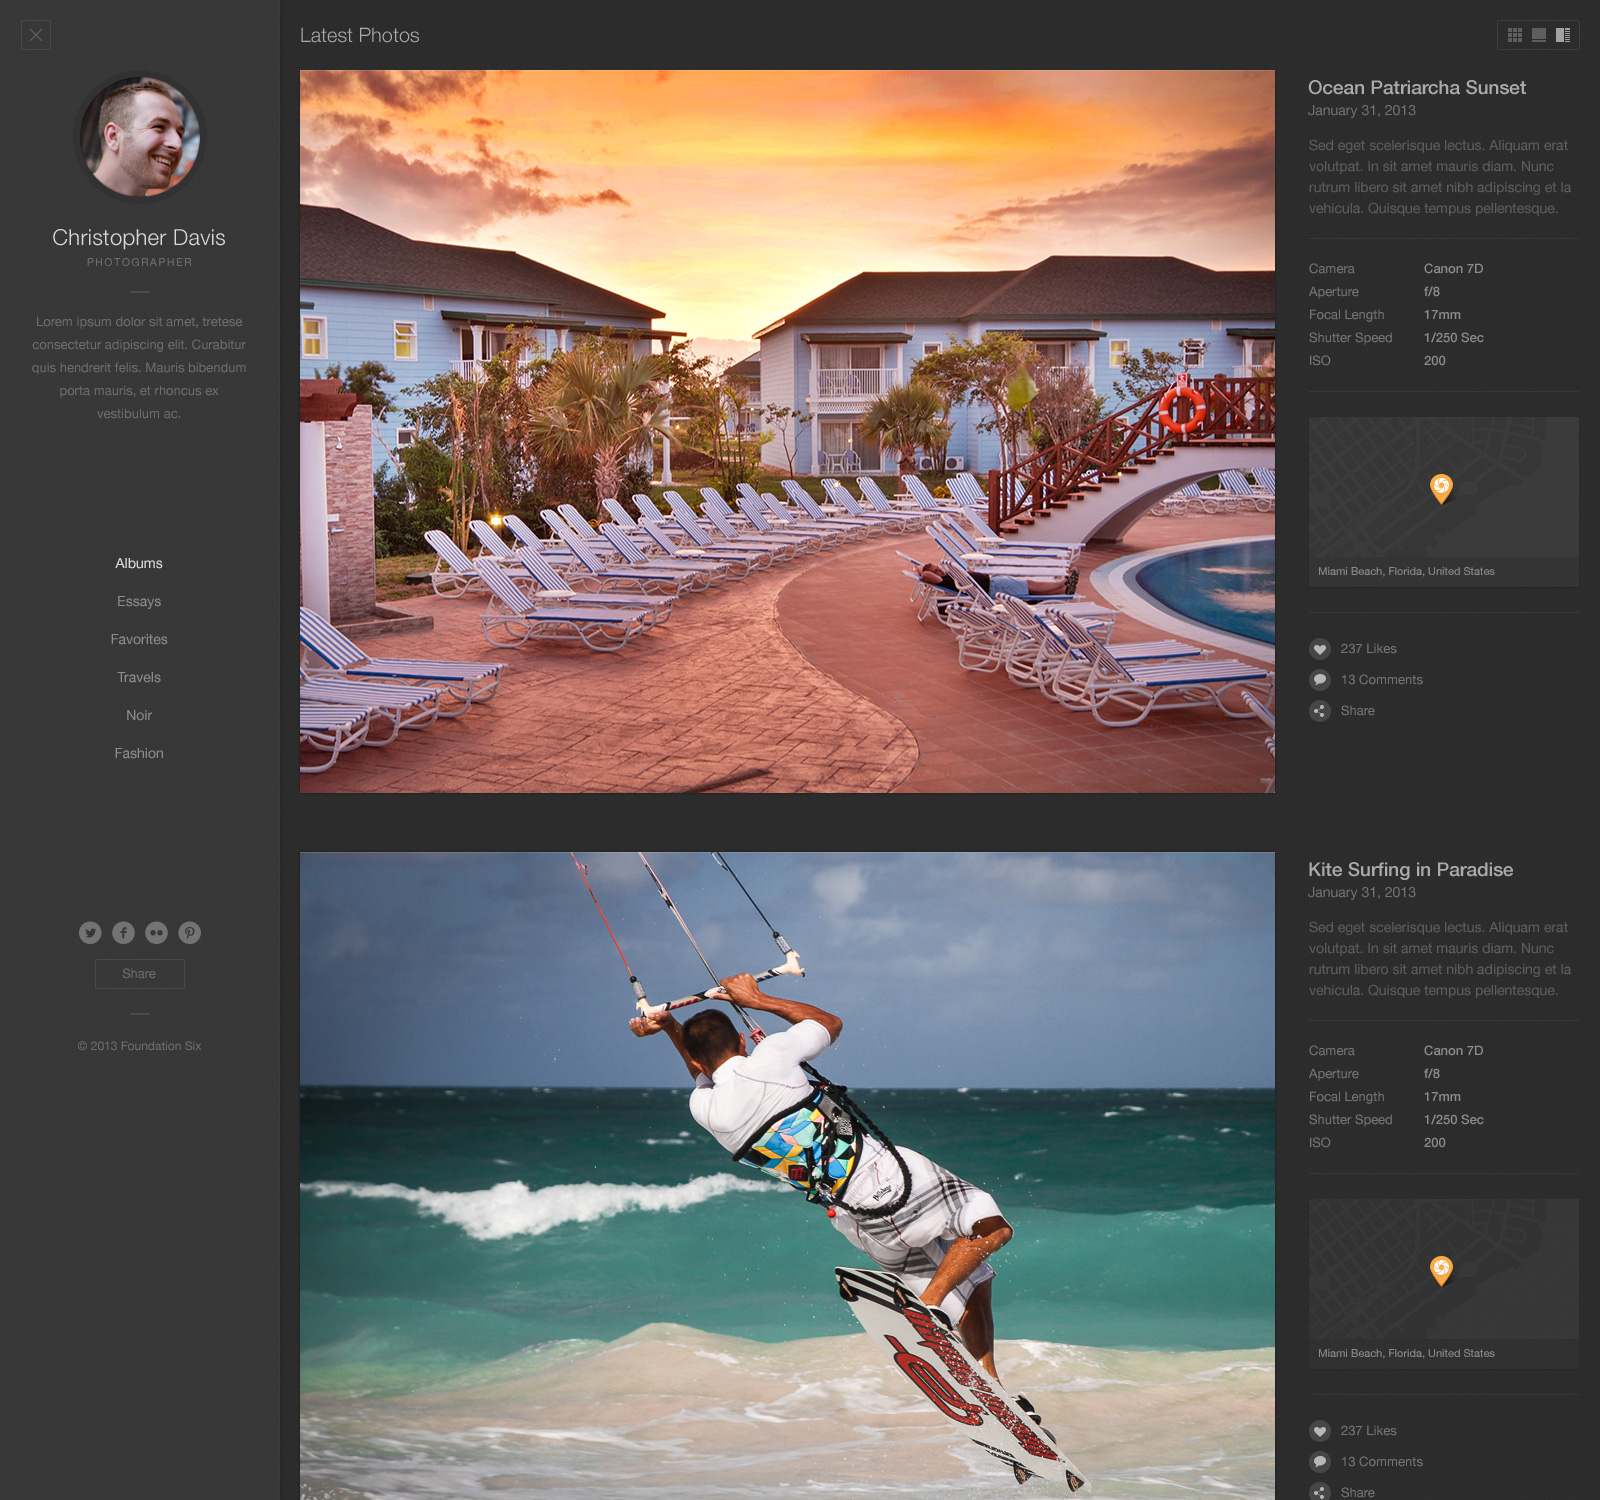 Latest Photos
Christopher Davis
PHOTOGRAPHER
Lorem ipsum dolor sit amet, tretese
consectetur adipiscing elit. Curabitur
quis hendrerit felis. Mauris bibendum
porta mauris, et rhoncus ex
vestibulum ac.
Albums
Essays
Favorites
Travels
Noir
Fashion
Share
© 2013 Foundation Six
Ocean Patriarcha Sunset
January 31, 2013
Sed eget scelerisque lectus. Aliquam erat
volutpat. In sit amet mauris diam. Nunc
rutrum libero sit amet nibh adipiscing et la
vehicula. Quisque tempus pellentesque.
Camera Canon 7D
Aperture f/8
Focal Length 17mm
Shutter Speed 1/250 Sec
ISO 200
Miami Beach, Florida, United States
237 Likes
13 Comments
Share
Kite Surfing in Paradise
January 31, 2013
Sed eget scelerisque lectus. Aliquam erat
volutpat. In sit amet mauris diam. Nunc
rutrum libero sit amet nibh adipiscing et la
vehicula. Quisque tempus pellentesque.
Camera Canon 7D
Aperture f/8
Focal Length 17mm
Shutter Speed 1/250 Sec
ISO 200
Miami Beach, Florida, United States
237 Likes
13 Comments
Share